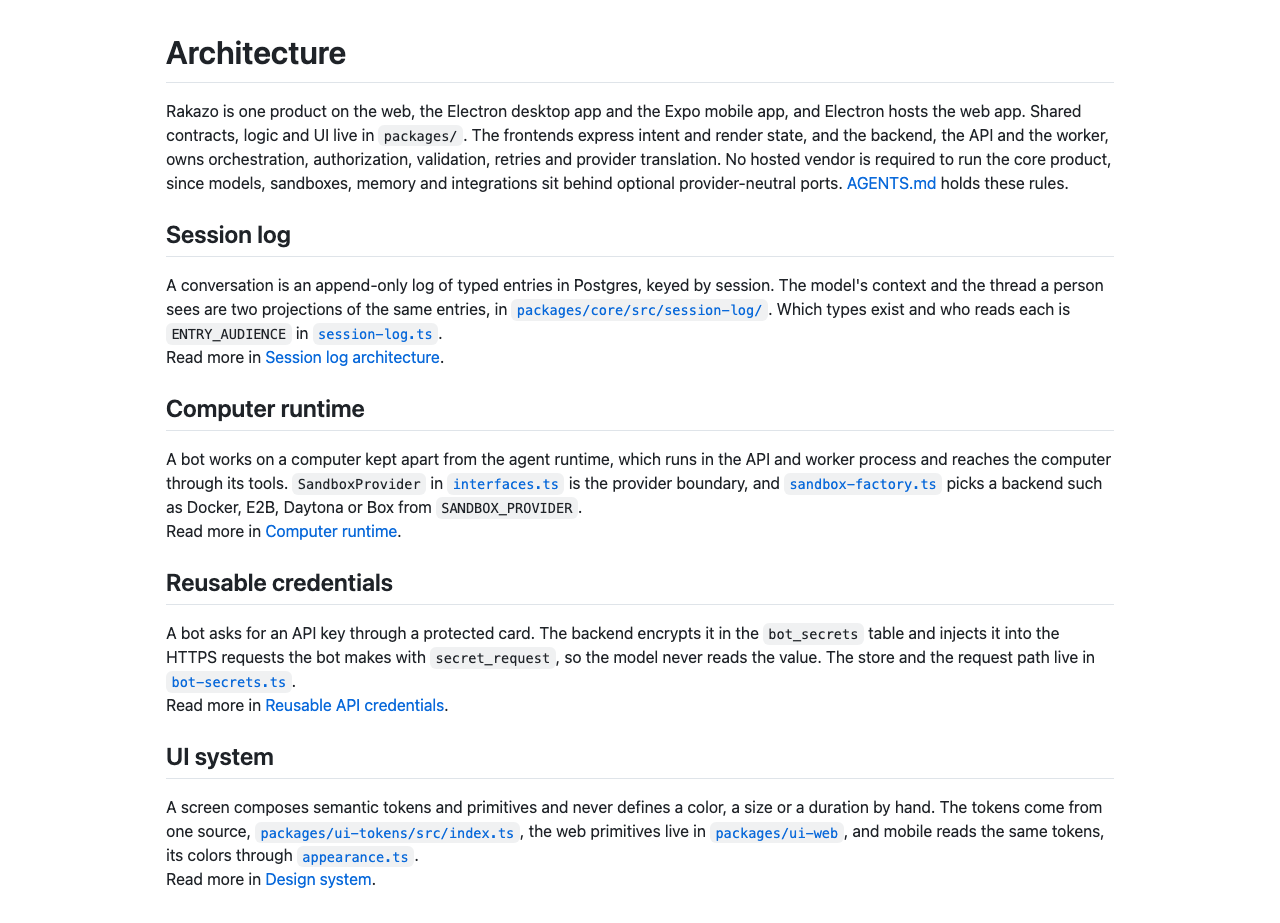 Architecture
Rakazo is one product on the web, the Electron desktop app and the Expo mobile app, and Electron hosts the web app. Shared
contracts, logic and UI live in packages/. The frontends express intent and render state, and the backend, the API and the worker,
owns orchestration, authorization, validation, retries and provider translation. No hosted vendor is required to run the core product,
since models, sandboxes, memory and integrations sit behind optional provider-neutral ports. AGENTS.md holds these rules.
Session log
A conversation is an append-only log of typed entries in Postgres, keyed by session. The model's context and the thread a person
sees are two projections of the same entries, in packages/core/src/session-log/. Which types exist and who reads each is
ENTRY_AUDIENCE in session-log.ts.
Read more in Session log architecture.
Computer runtime
A bot works on a computer kept apart from the agent runtime, which runs in the API and worker process and reaches the computer
through its tools. SandboxProvider in interfaces.ts is the provider boundary, and sandbox-factory.ts picks a backend such
as Docker, E2B, Daytona or Box from SANDBOX_PROVIDER.
Read more in Computer runtime.
Reusable credentials
A bot asks for an API key through a protected card. The backend encrypts it in the bot_secrets table and injects it into the
HTTPS requests the bot makes with secret_request, so the model never reads the value. The store and the request path live in
bot-secrets.ts.
Read more in Reusable API credentials.
UI system
A screen composes semantic tokens and primitives and never defines a color, a size or a duration by hand. The tokens come from
one source, packages/ui-tokens/src/index.ts, the web primitives live in packages/ui-web, and mobile reads the same tokens,
its colors through appearance.ts.
Read more in Design system.